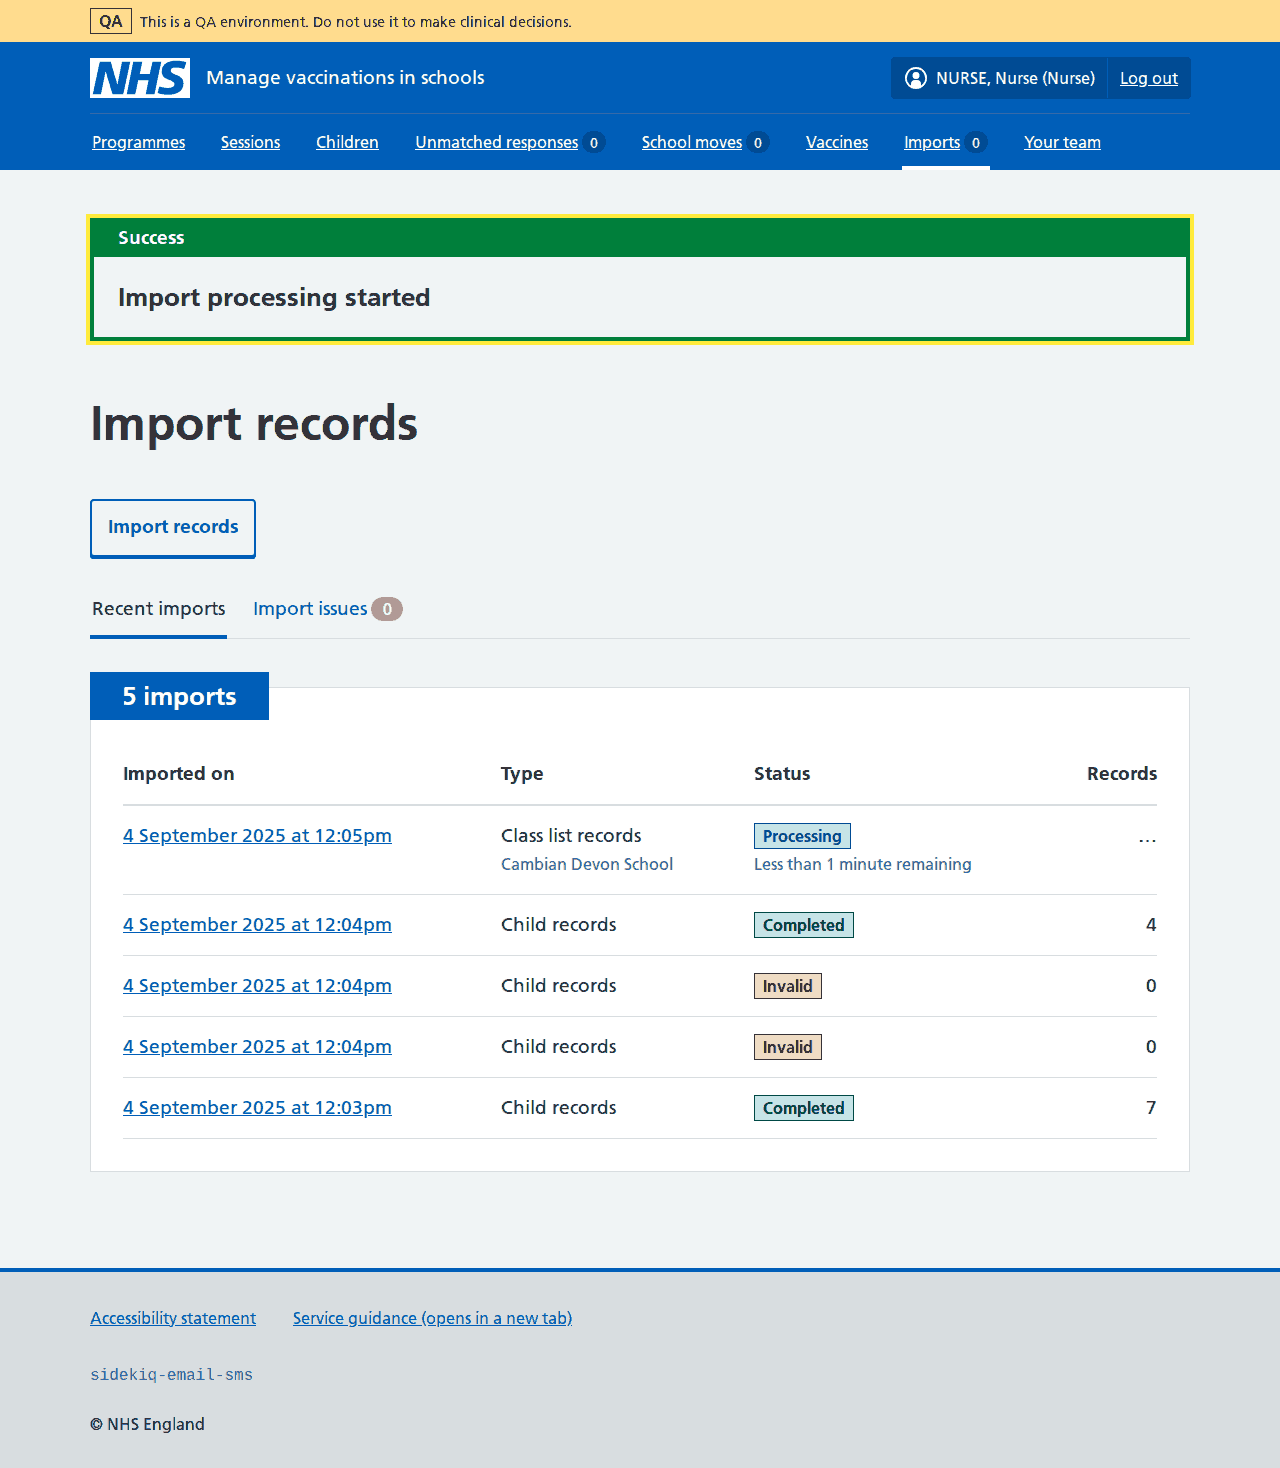 QA This is a QA environment. Do not use it to make clinical decisions.
NHS Manage vaccinations in schools NURSE, Nurse (Nurse) Log out
Programmes Sessions Children Unmatched responses 0 School moves 0 Vaccines Imports 0 Your team
Success
Import processing started
Import records
Import records
Recent imports Import issues 0
5 imports
Imported on Type Status Records
4 September 2025 at 12:05pm Class list records Processing ...
Cambian Devon School Less than 1 minute remaining
4 September 2025 at 12:04pm Child records Completed 4
4 September 2025 at 12:04pm Child records Invalid 0
4 September 2025 at 12:04pm Child records Invalid 0
4 September 2025 at 12:03pm Child records Completed 7
Accessibility statement Service guidance (opens in a new tab)
sidekiq-email-sms
© NHS England